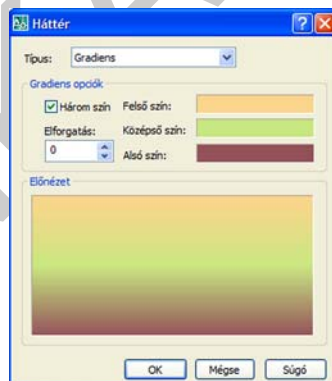 Háttér
Típus: Gradiens
Gradiens opciók
Három szín Felső szín:
Elforgatás: Középső szín:
0 Alsó szín:
Előnézet
OK Mégse Súgó